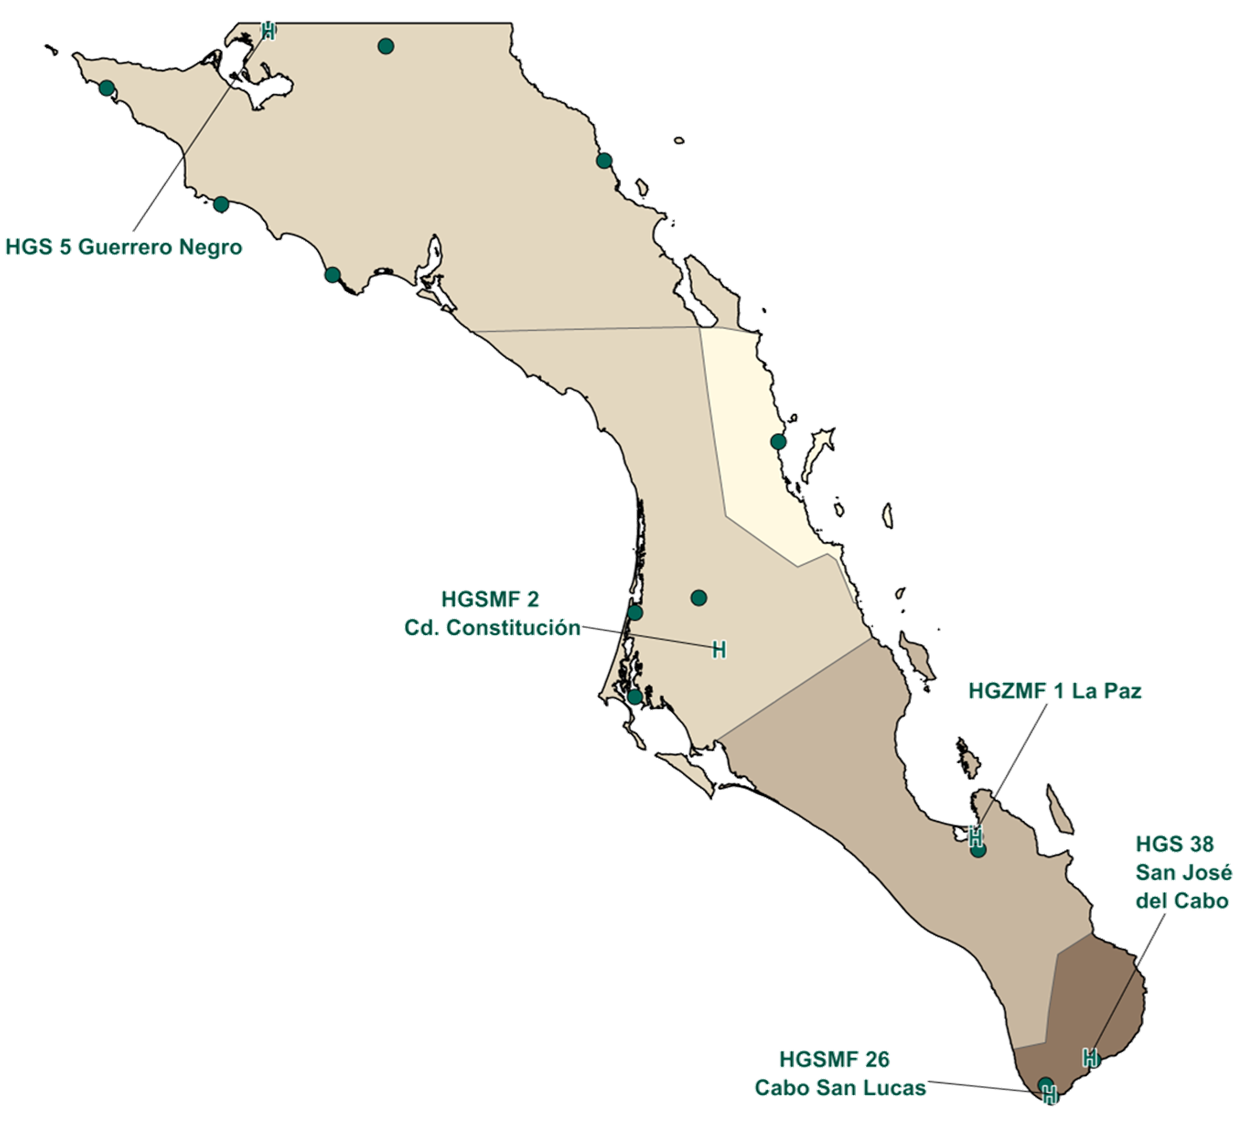 H
HGS 5 Guerrero Negro
HGSMF 2
Cd. Constitución
H
HGZMF 1 La Paz
H
HGS 38
San José
del Cabo
H
HGSMF 26
Cabo San Lucas
H